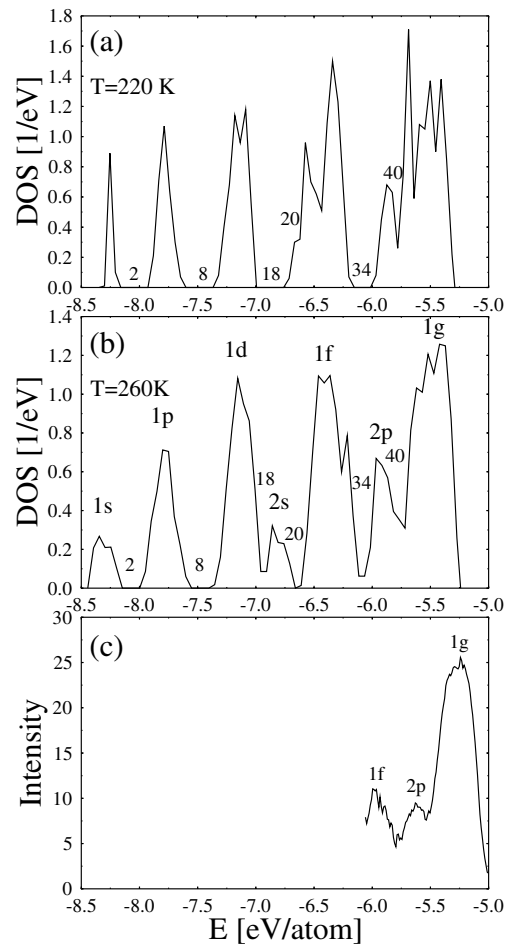 1.8
(a)
1.6
T=220 K
1.4
1.2
1.0
0.8
0.6
0.4
0.2
0.0
DOS [1/eV]
2
8
18
20
34
40
-8.5 -8.0 -7.5 -7.0 -6.5 -6.0 -5.5 -5.0
1.4
(b)
1.2
T=260K
1.0
0.8
0.6
0.4
0.2
0.0
DOS [1/eV]
1s
1p
1d
2s
1f
2p
1g
2
8
18
20
34
40
-8.5 -8.0 -7.5 -7.0 -6.5 -6.0 -5.5 -5.0
30
(c)
25
20
15
10
5
0
Intensity
1f
2p
1g
-8.5 -8.0 -7.5 -7.0 -6.5 -6.0 -5.5 -5.0
E [eV/atom]